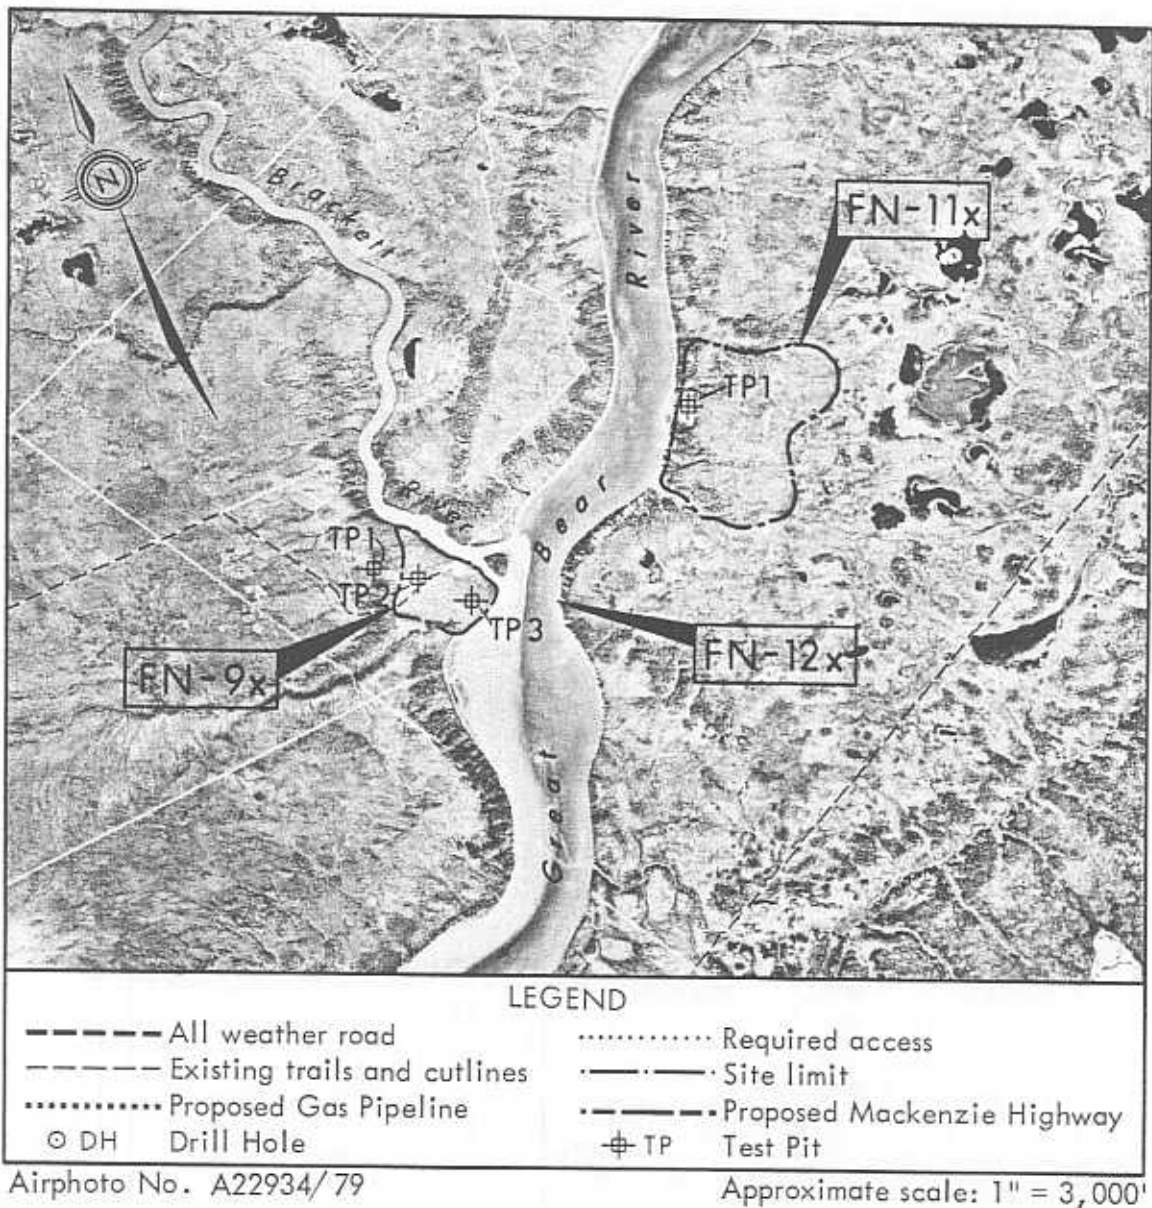 N
Brackett
River
River
Bear
Great
FN-11x
TP1
TP1
TP2
TP3
FN-9x
FN-12x
LEGEND
All weather road
Existing trails and cutlines
Proposed Gas Pipeline
DH Drill Hole
Required access
Site limit
Proposed Mackenzie Highway
TP Test Pit
Airphoto No. A22934/79
Approximate scale: 1" = 3,000'